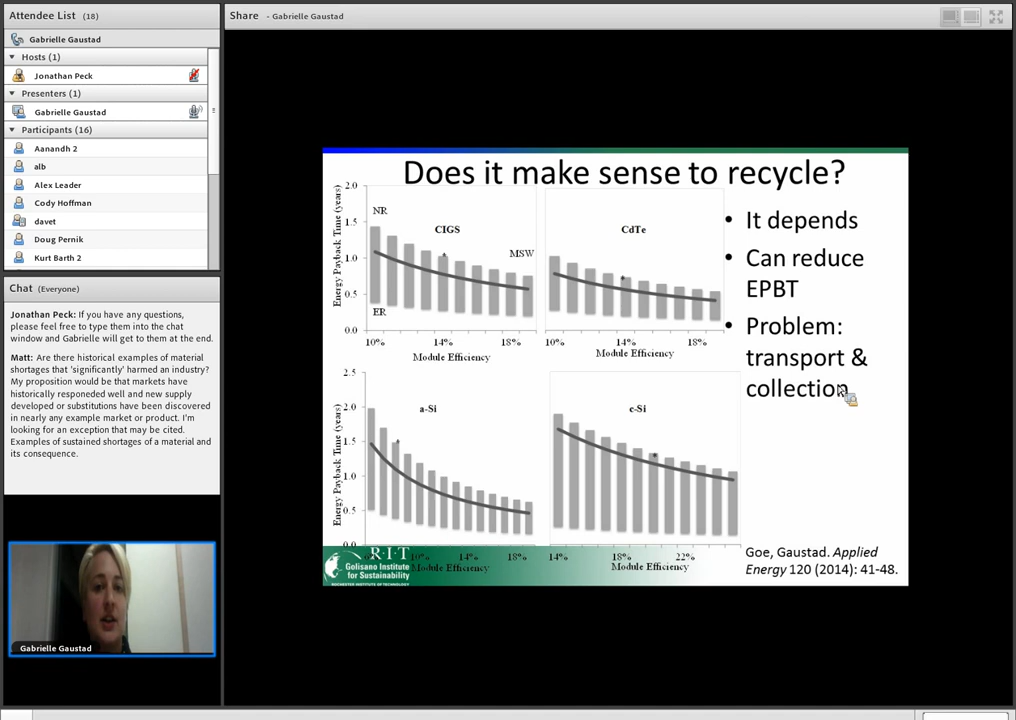 Attendee List (18)
Gabrielle Gaustad
Hosts (1)
Jonathan Peck
Presenters (1)
Gabrielle Gaustad
Participants (16)
Aanandh 2
alb
Alex Leader
Cody Hoffman
davet
Doug Pernik
Kurt Barth 2
Chat (Everyone)
Jonathan Peck: If you have any questions,
please feel free to type them into the chat
window and Gabrielle will get to them at the end.
Matt: Are there historical examples of material
shortages that 'significantly' harmed an industry?
My proposition would be that markets have
historically responeded well and new supply
developed or substitutions have been discovered
in nearly any example market or product. I'm
looking for an exception that may be cited.
Examples of sustained shortages of a material and
its consequence.
Gabrielle Gaustad
Share - Gabrielle Gaustad
Does it make sense to recycle?
Energy Payback Time (years)
2.0
1.5
1.0
0.5
0.0
NR
CIGS
MSW
ER
10% 14% 18%
Module Efficiency
CdTe
10% 14% 18%
Module Efficiency
Energy Payback Time (years)
2.5
2.0
1.5
1.0
0.5
0.0
a-Si
10% 14% 18%
Module Efficiency
c-Si
14% 18% 22%
Module Efficiency
• It depends
• Can reduce
EPBT
• Problem:
transport &
collection
R·I·T
Golisano Institute
for Sustainability
ROCHESTER INSTITUTE OF TECHNOLOGY
Goe, Gaustad. Applied
Energy 120 (2014): 41-48.